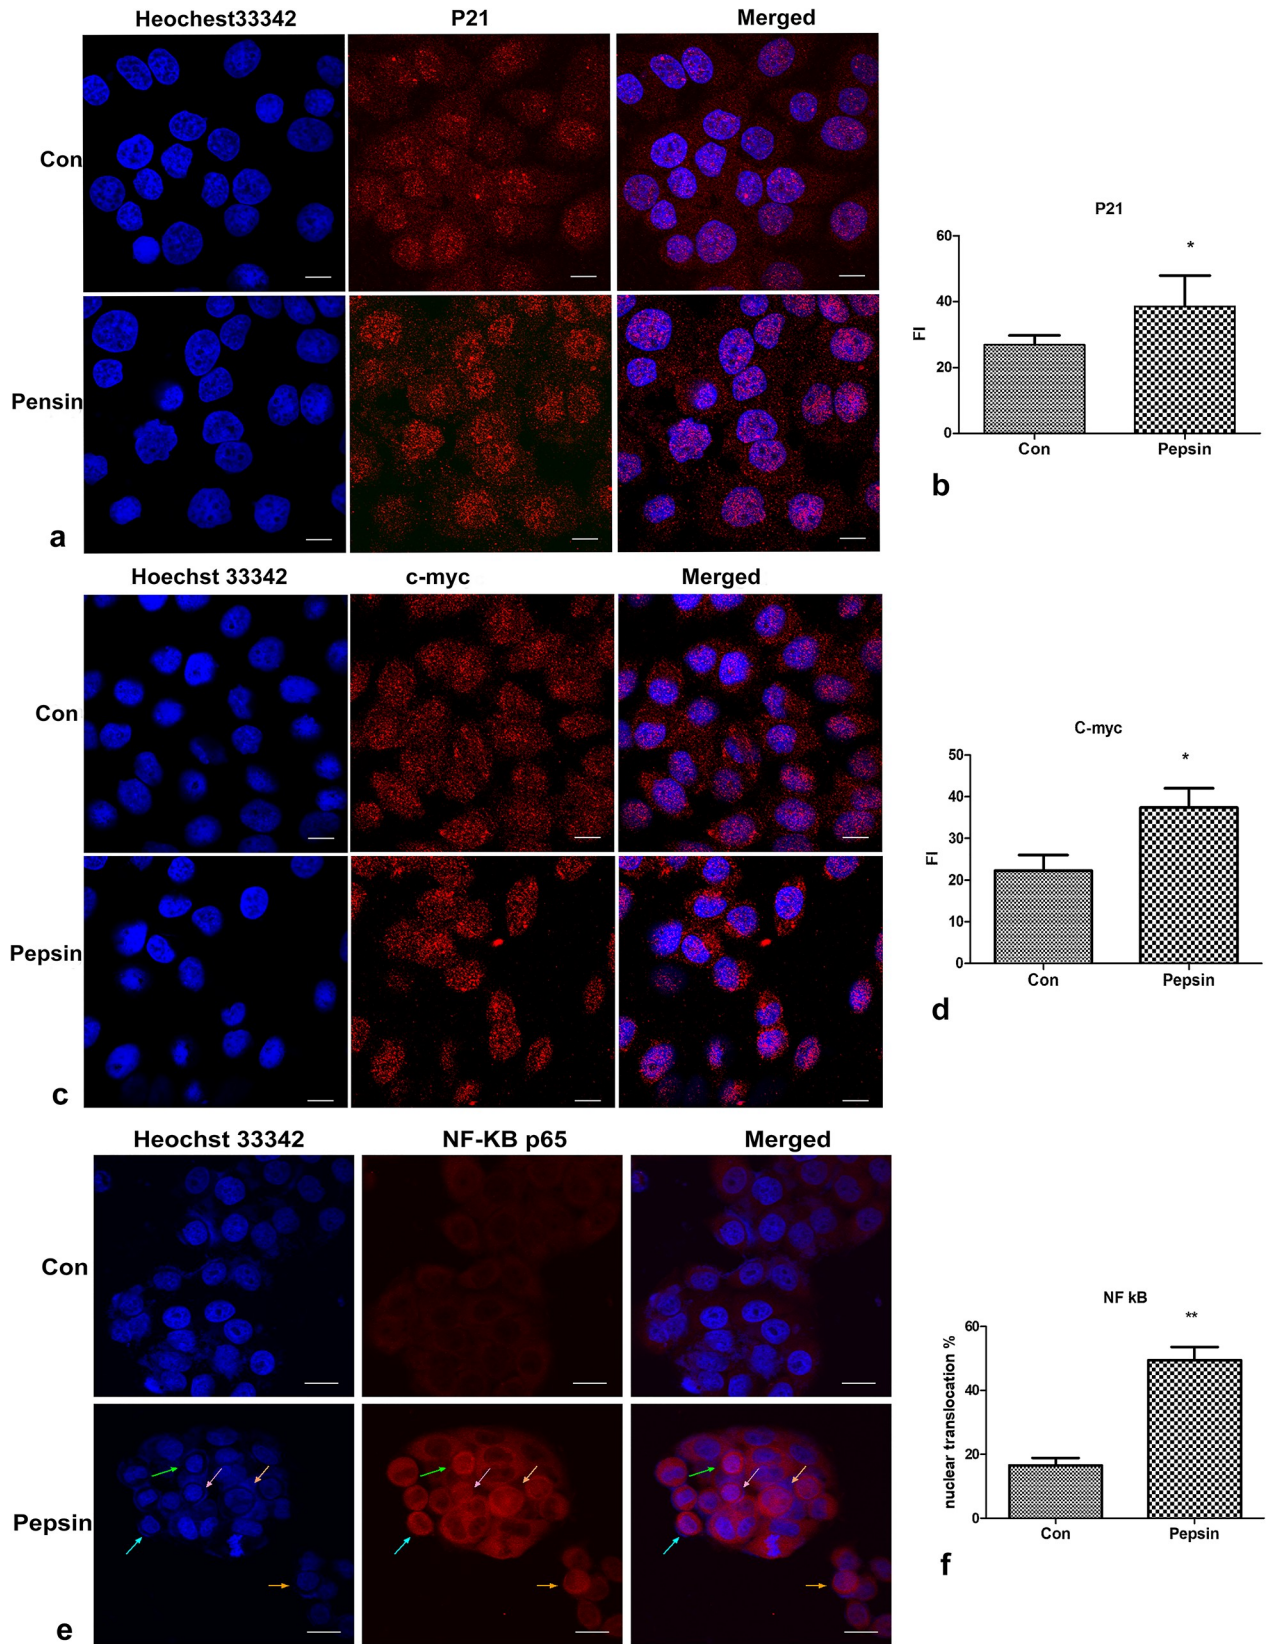 Heochest33342 P21 Merged
Con
Pensin
a
P21
60
40
20
0
FI
Con Pepsin
*
b
Hoechst 33342 c-myc Merged
Con
Pepsin
c
C-myc
50
40
30
20
10
0
FI
Con Pepsin
*
d
Heochst 33342 NF-KB p65 Merged
Con
Pepsin
e
NF kB
60
40
20
0
nuclear translocation %
Con Pepsin
**
f